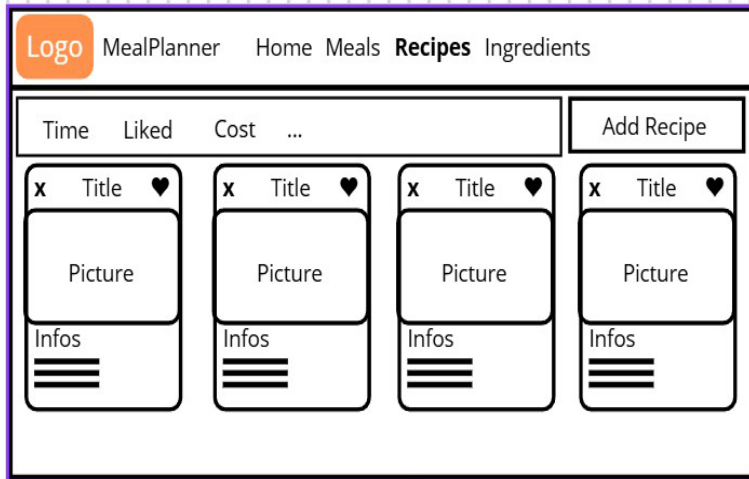 Logo MealPlanner Home Meals Recipes Ingredients
Time Liked Cost ... Add Recipe
x Title ♥ x Title ♥ x Title ♥ x Title ♥
Picture Picture Picture Picture
Infos Infos Infos Infos